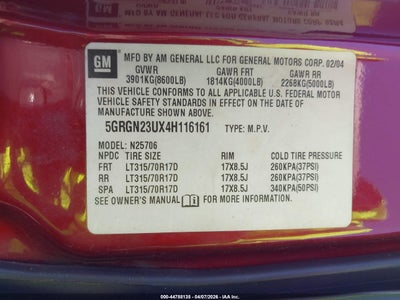 GM
MFD BY AM GENERAL LLC FOR GENERAL MOTORS CORP. 02/04
GVWR GAWR FRT GAWR RR
3901KG(8600LB) 1814KG(4000LB) 2268KG(5000LB)
THIS VEHICLE CONFORMS TO ALL APPLICABLE U.S. FEDERAL
MOTOR VEHICLE SAFETY STANDARDS IN EFFECT ON THE DATE OF
MANUFACTURE SHOWN ABOVE.
5GRGN23UX4H116161 TYPE: M.P.V.
MODEL: N25706
NPDC TIRE SIZE RIM COLD TIRE PRESSURE
FRT LT315/70R17D 17X8.5J 260KPA(37PSI)
RR LT315/70R17D 17X8.5J 260KPA(37PSI)
SPA LT315/70R17D 17X8.5J 340KPA(50PSI)
SEE OWNER'S MANUAL FOR ADDITIONAL INFORMATION.
000-44758135 - 04/07/2026 - IAA, Inc.